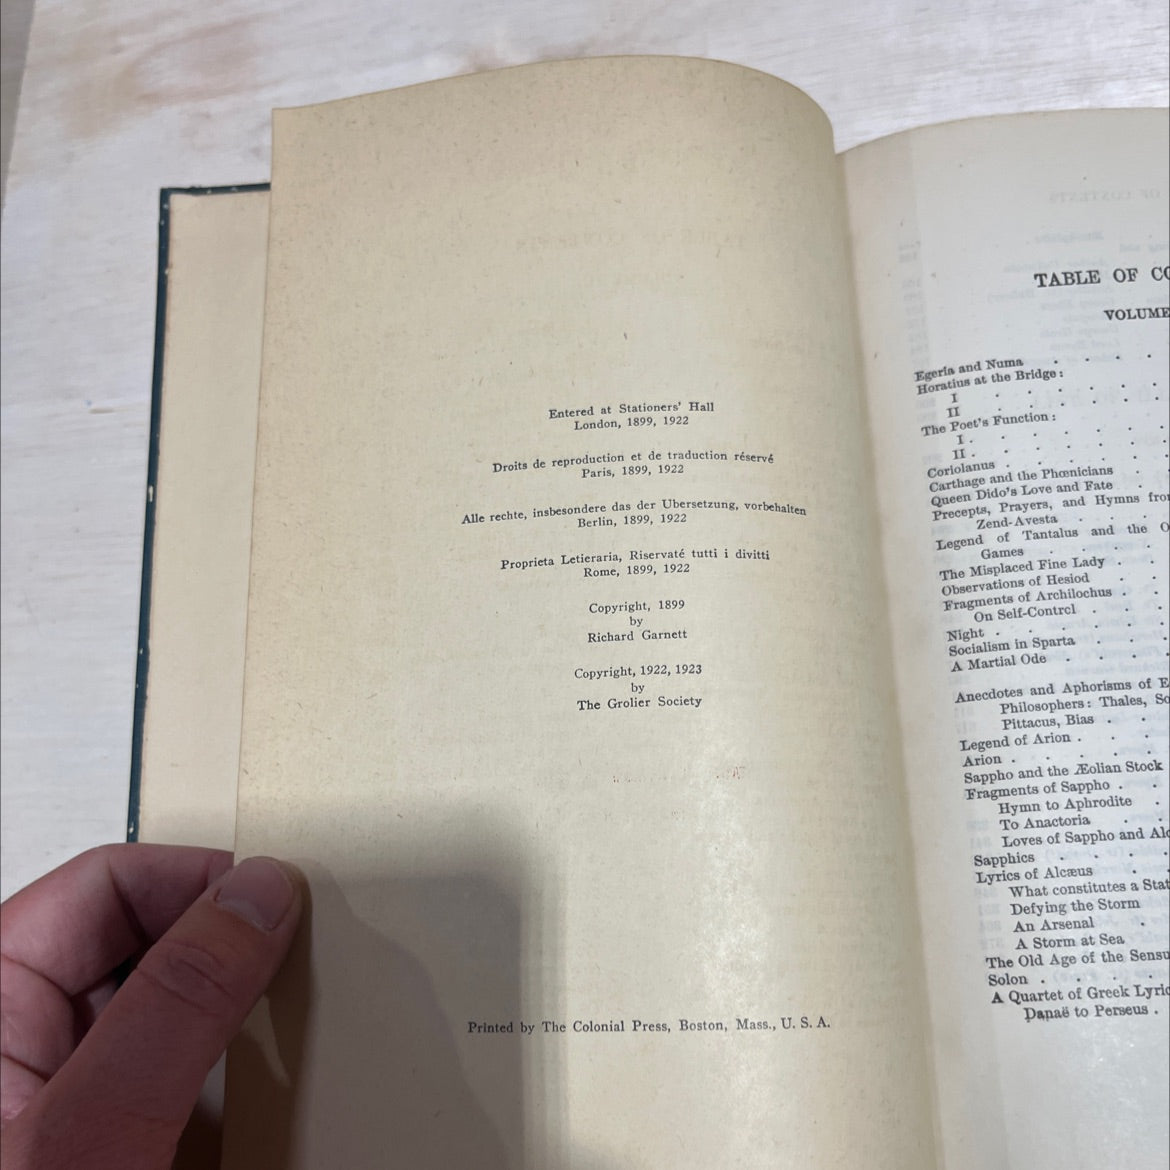 Entered at Stationers' Hall
London, 1899, 1922
Droits de reproduction et de traduction réservé
Paris, 1899, 1922
Alle rechte, insbesondere das der Ubersetzung, vorbehalten
Berlin, 1899, 1922
Proprieta Letieraria, Riservaté tutti i divitti
Rome, 1899, 1922
Copyright, 1899
by
Richard Garnett
Copyright, 1922, 1923
by
The Grolier Society
Printed by The Colonial Press, Boston, Mass., U. S. A.
TABLE OF CO
VOLUME
Egeria and Numa . . . .
Horatius at the Bridge:
I . . . . . .
II . . . . . .
The Poet's Function:
I . . . . . .
II . . . . . .
Coriolanus . . . . . .
Carthage and the Phœnicians . .
Queen Dido's Love and Fate . .
Precepts, Prayers, and Hymns from
Zend-Avesta . . . .
Legend of Tantalus and the O
Games . . . . .
The Misplaced Fine Lady . .
Observations of Hesiod . .
Fragments of Archilochus . .
On Self-Control . . .
Night . . . . . .
Socialism in Sparta . . .
A Martial Ode . . . .
Anecdotes and Aphorisms of E
Philosophers: Thales, So
Pittacus, Bias . .
Legend of Arion . . .
Arion . . . . .
Sappho and the Æolian Stock
Fragments of Sappho . .
Hymn to Aphrodite .
To Anactoria . .
Loves of Sappho and Alc
Sapphics . . . .
Lyrics of Alcæus . .
What constitutes a Stat
Defying the Storm
An Arsenal .
A Storm at Sea
The Old Age of the Sensu
Solon . . . .
A Quartet of Greek Lyric
Danaë to Perseus .